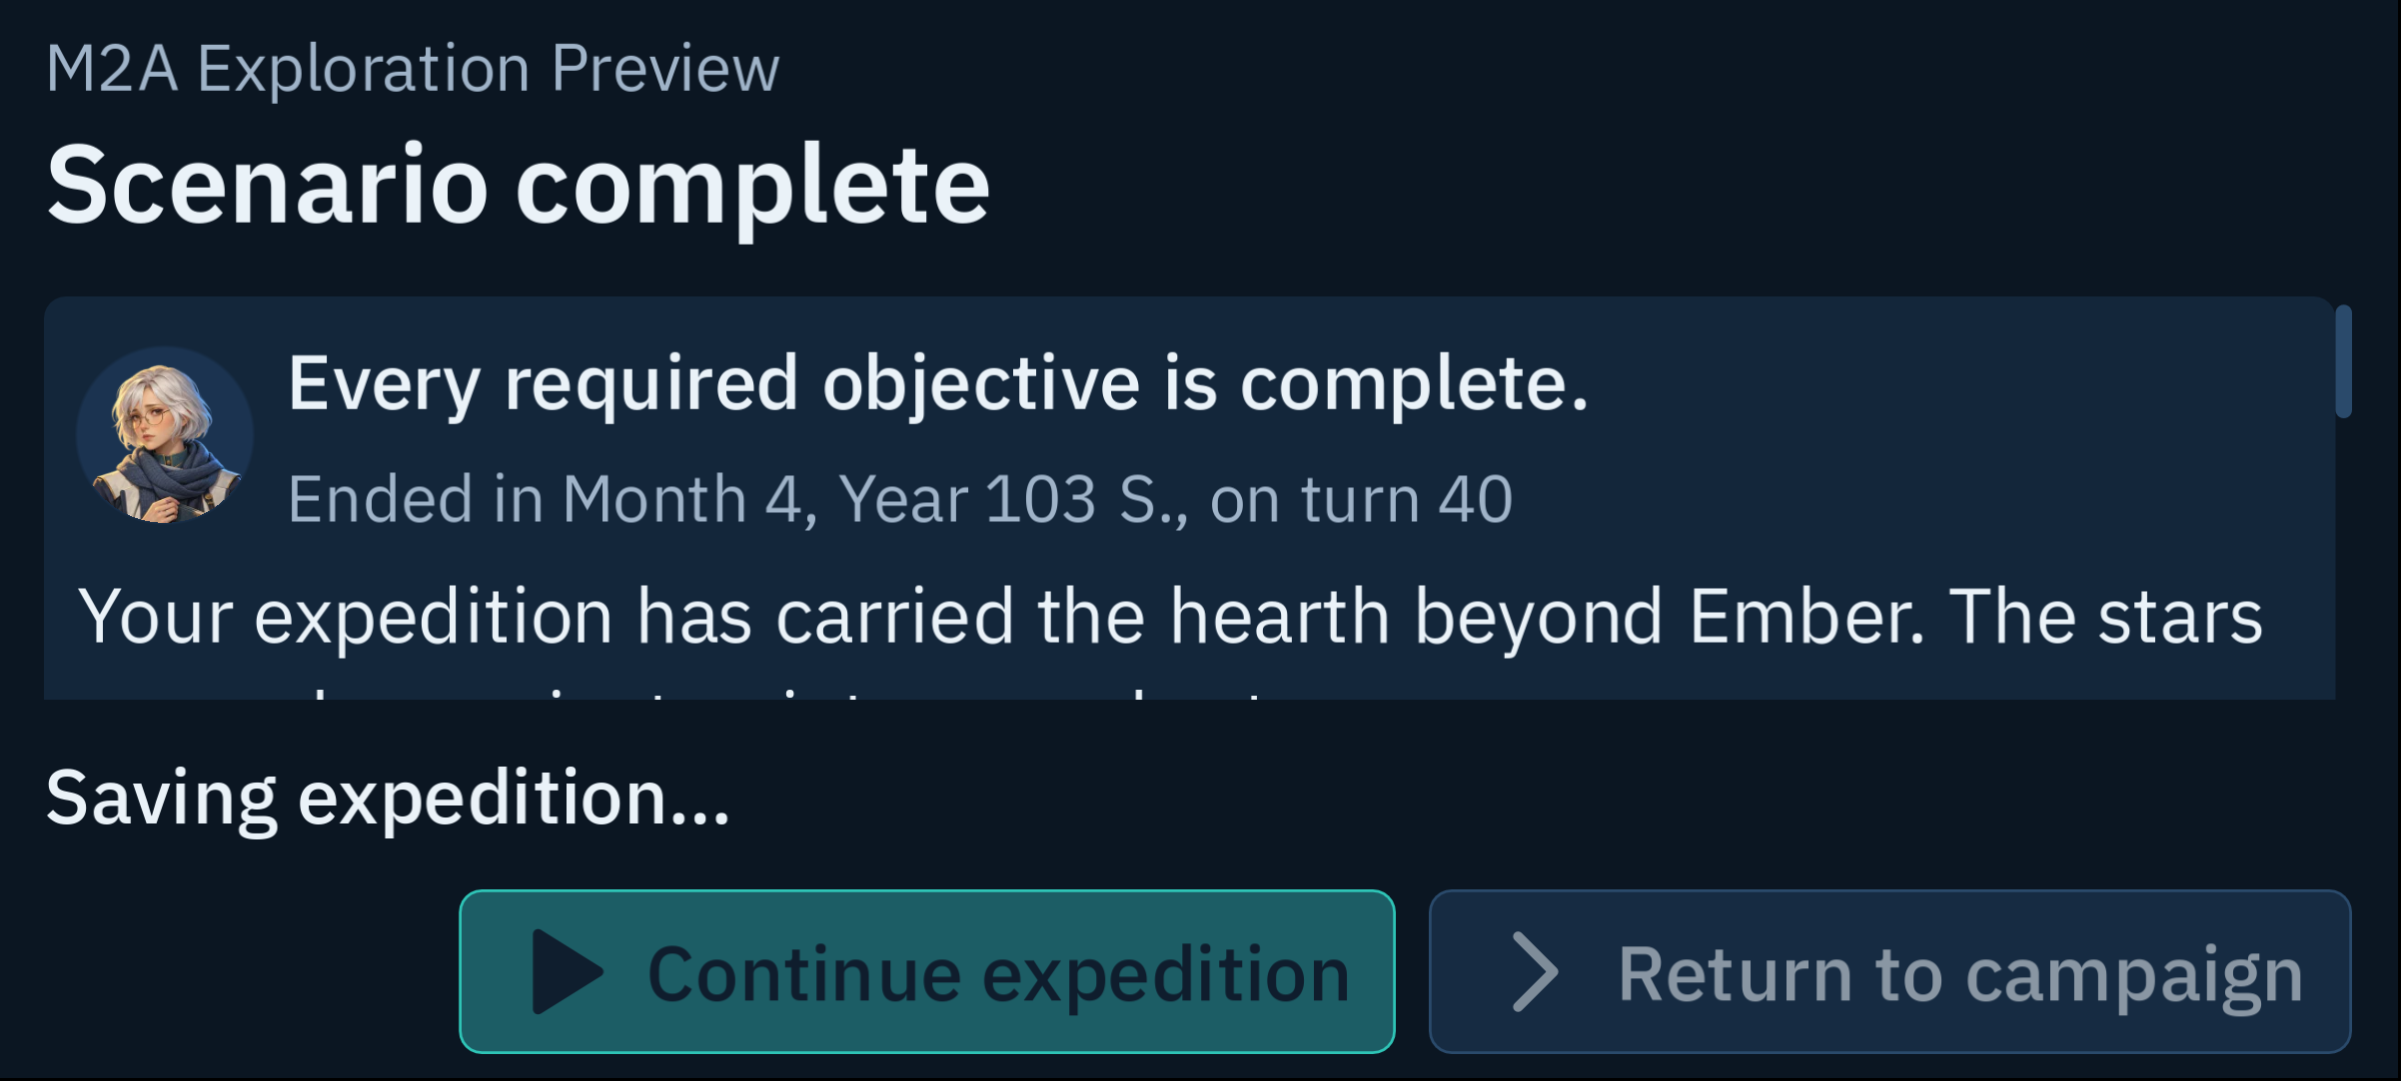 M2A Exploration Preview
Scenario complete
Every required objective is complete.
Ended in Month 4, Year 103 S., on turn 40
Your expedition has carried the hearth beyond Ember. The stars
Saving expedition...
Continue expedition
Return to campaign